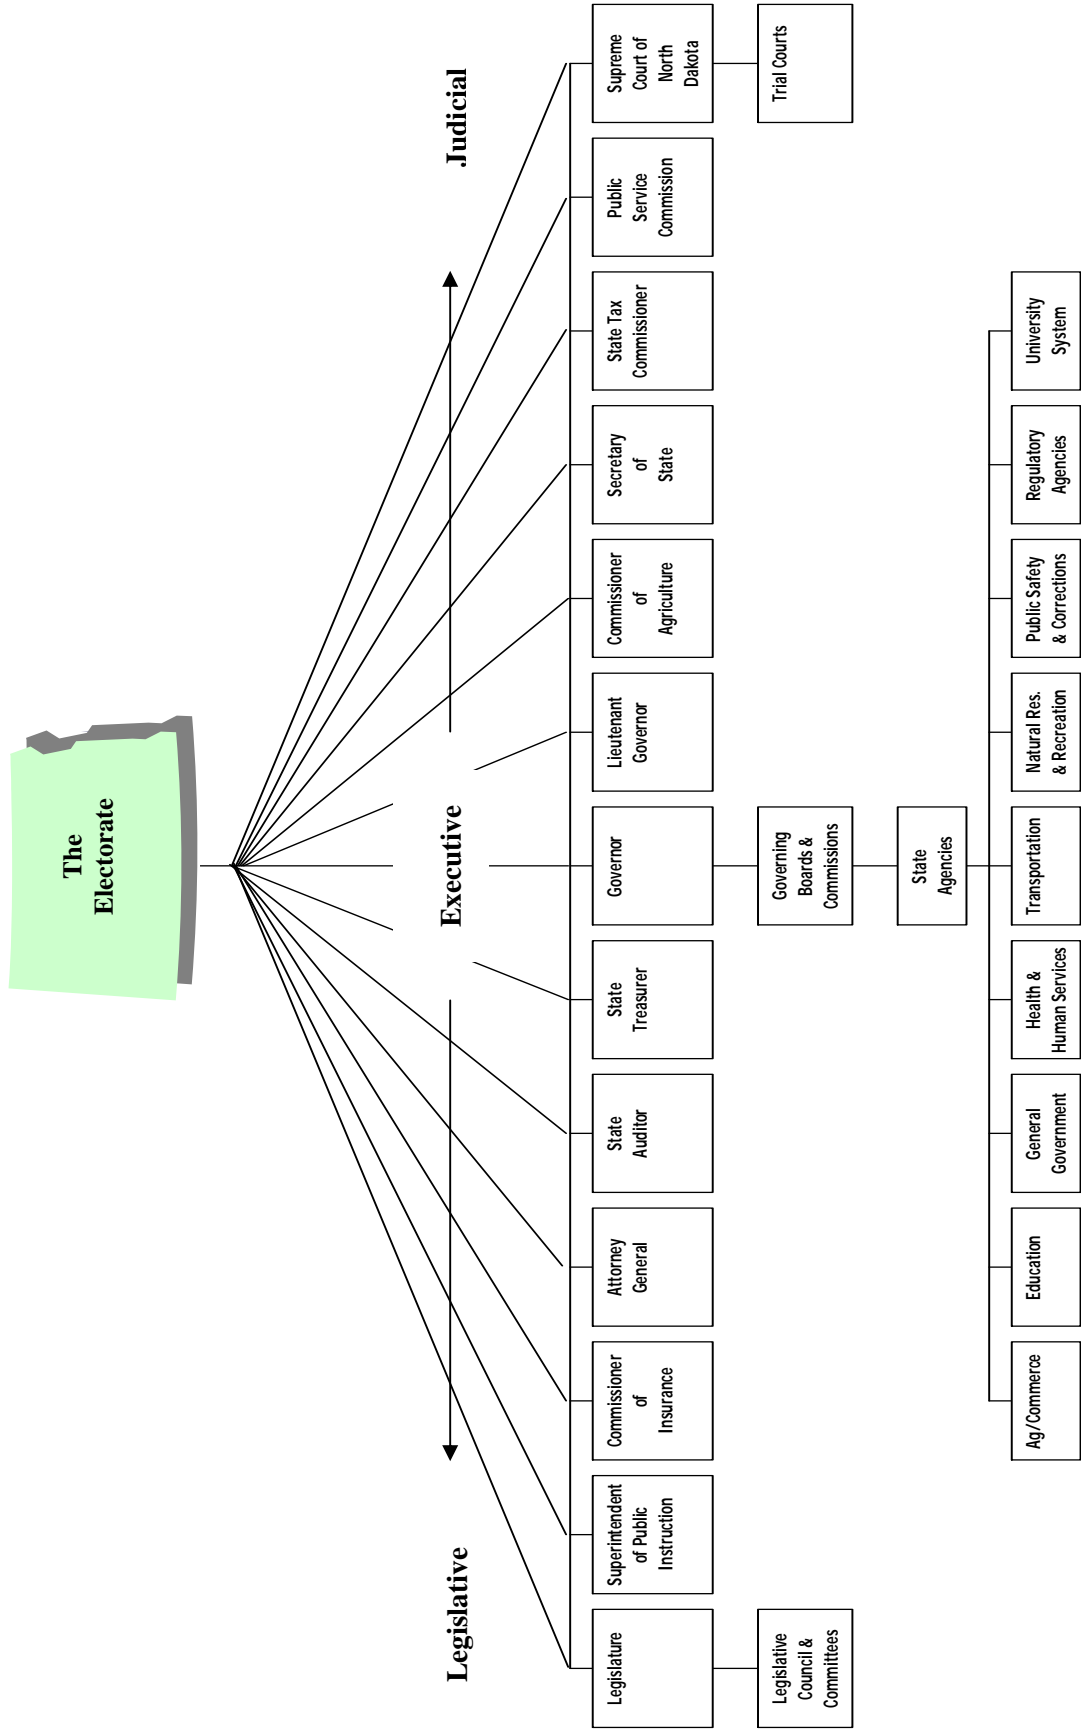 The
Electorate
Legislative
Executive
Judicial
Legislature
Superintendent
of Public
Instruction
Commissioner
of
Insurance
Attorney
General
State
Auditor
State
Treasurer
Governor
Lieutenant
Governor
Commissioner
of
Agriculture
Secretary
of
State
State Tax
Commissioner
Public
Service
Commission
Supreme
Court of
North
Dakota
Legislative
Council &
Committees
Governing
Boards &
Commissions
Trial Courts
State
Agencies
Ag/Commerce
Education
General
Government
Health &
Human Services
Transportation
Natural Res.
& Recreation
Public Safety
& Corrections
Regulatory
Agencies
University
System